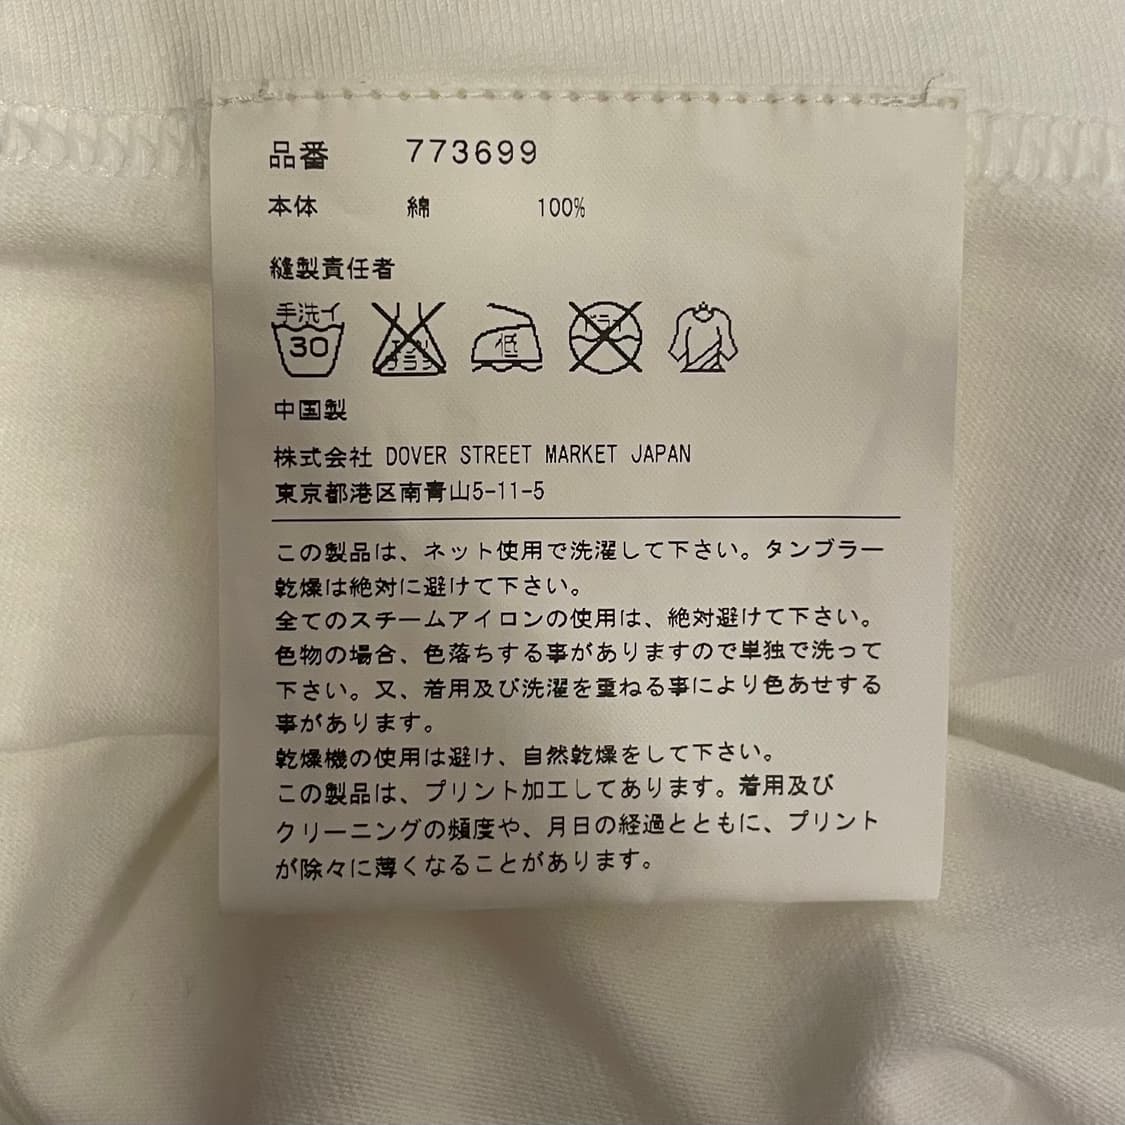 品番 773699
本体 綿 100%
縫製責任者
手洗イ 30 エンソ サラシ 低 ドライ
中国製
株式会社 DOVER STREET MARKET JAPAN
東京都港区南青山5-11-5
この製品は、ネット使用で洗濯して下さい。タンブラー
乾燥は絶対に避けて下さい。
全てのスチームアイロンの使用は、絶対避けて下さい。
色物の場合、色落ちする事がありますので単独で洗って
下さい。又、着用及び洗濯を重ねる事により色あせする
事があります。
乾燥機の使用は避け、自然乾燥をして下さい。
この製品は、プリント加工してあります。着用及び
クリーニングの頻度や、月日の経過とともに、プリント
が除々に薄くなることがあります。